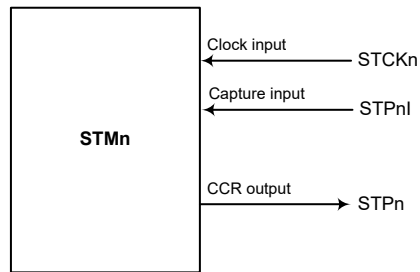 Clock input
STCKn
Capture input
STPnI
STMn
CCR output
STPn